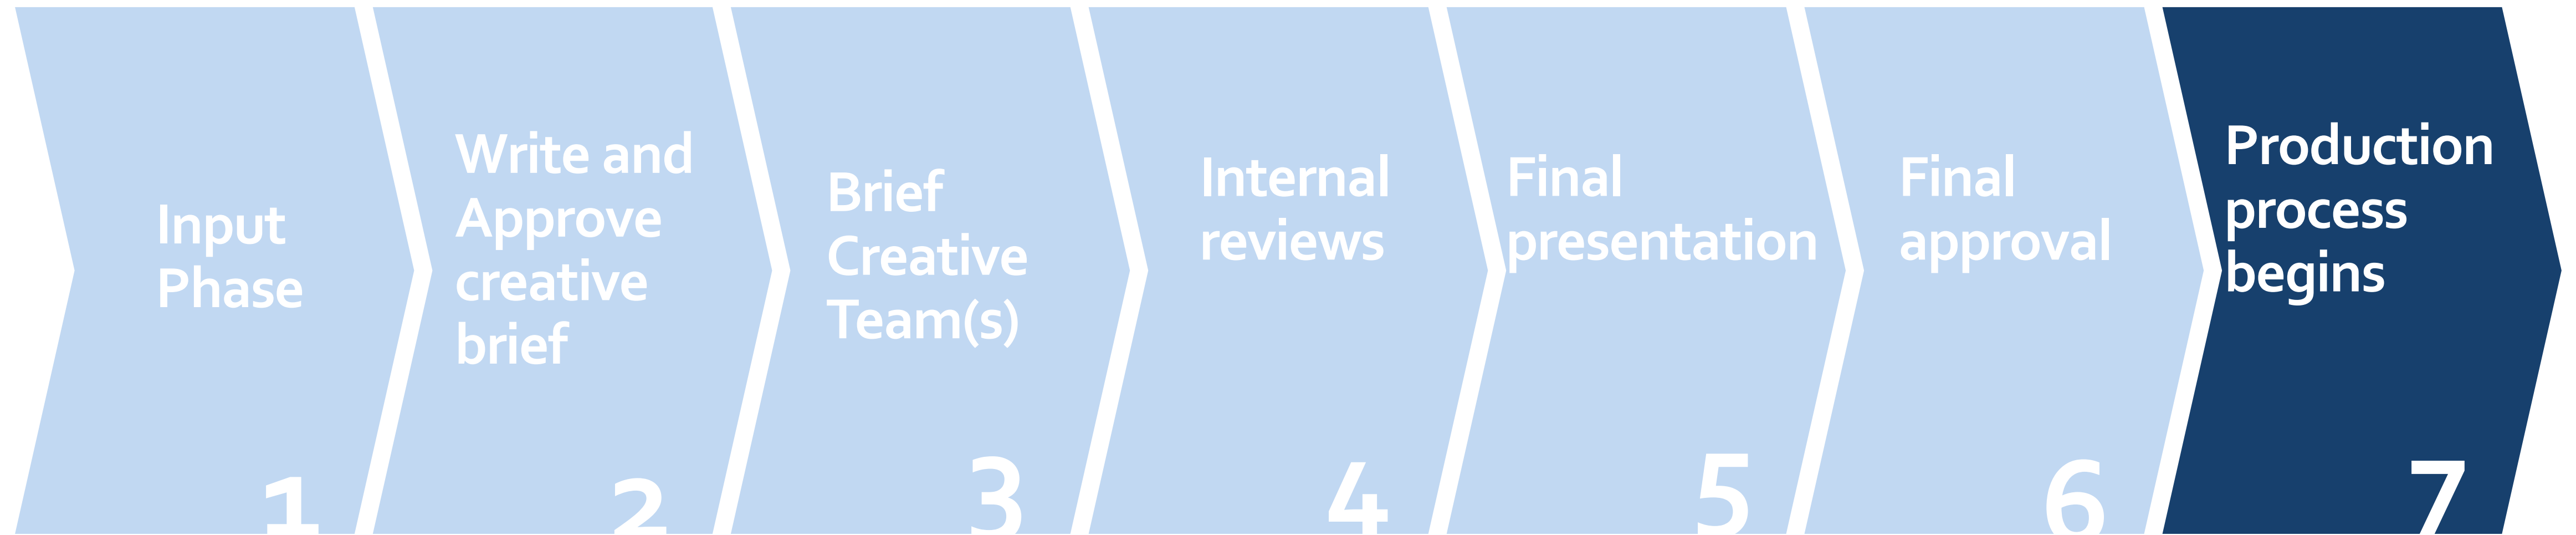 Input
Phase
1
Write and
Approve
creative
brief
2
Brief
Creative
Team(s)
3
Internal
reviews
4
Final
presentation
5
Final
approval
6
Production
process
begins
7